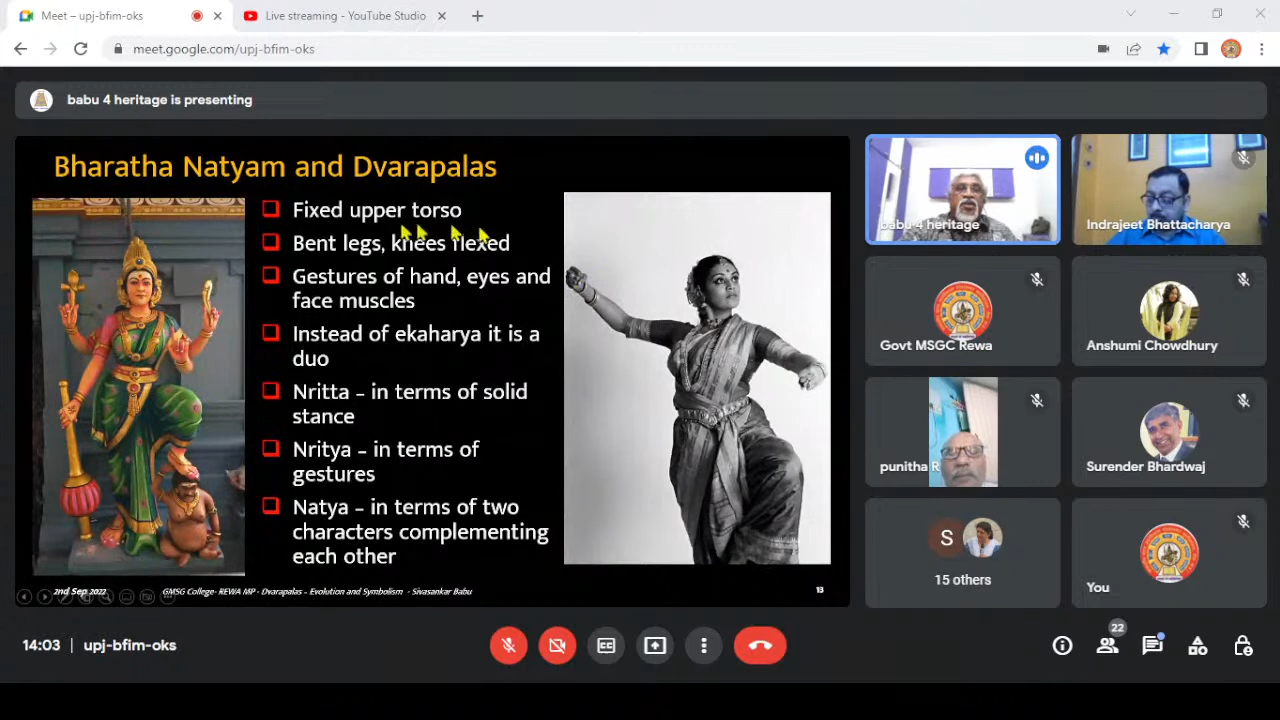 Meet – upj-bfim-oks
Live streaming - YouTube Studio
meet.google.com/upj-bfim-oks
babu 4 heritage is presenting
Bharatha Natyam and Dvarapalas
Fixed upper torso
Bent legs, knees flexed
Gestures of hand, eyes and
face muscles
Instead of ekaharya it is a
duo
Nritta – in terms of solid
stance
Nritya – in terms of
gestures
Natya – in terms of two
characters complementing
each other
2nd Sep 2022
GMSG College- REWA MP - Dvarapalas – Evolution and Symbolism - Sivasankar Babu
13
babu 4 heritage
Indrajeet Bhattacharya
Govt MSGC Rewa
Anshumi Chowdhury
punitha R
Surender Bhardwaj
S
15 others
You
14:03 | upj-bfim-oks
CC
22